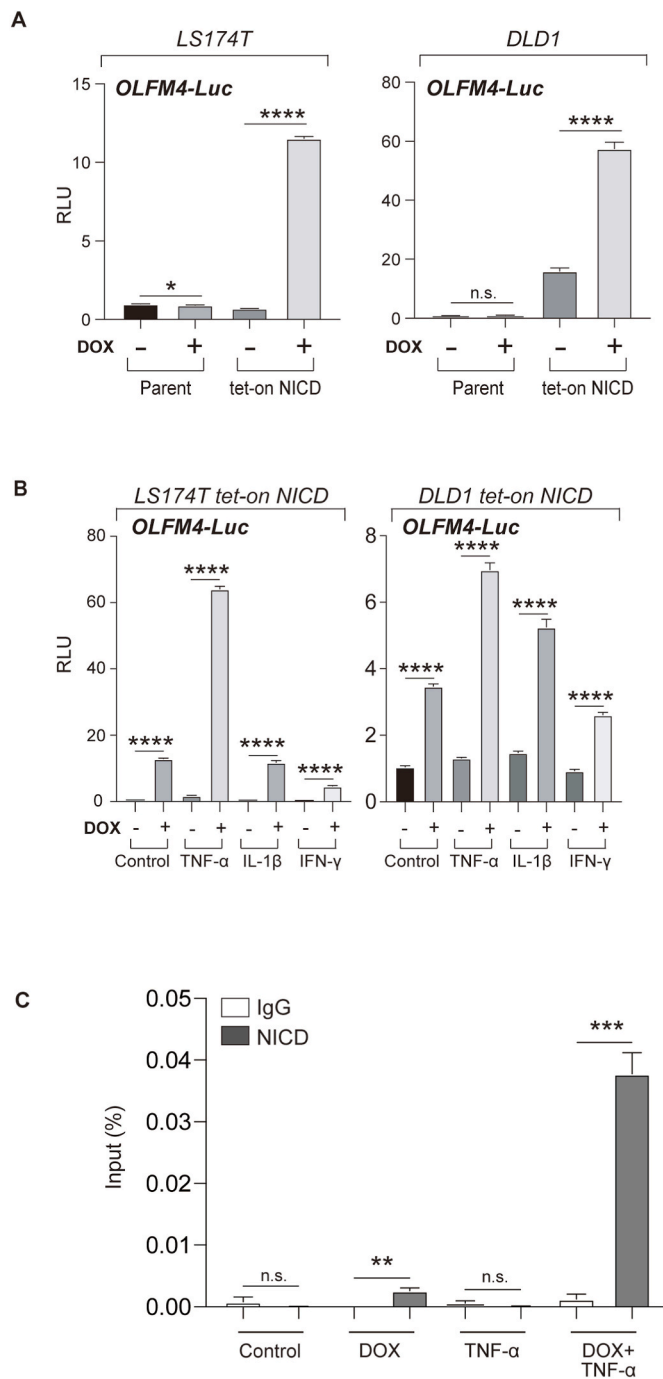 A
LS174T
DLD1
OLFM4-Luc
OLFM4-Luc
15
10
5
0
RLU
*
****
80
60
40
20
0
n.s.
****
DOX - + - +
- + - +
Parent tet-on NICD
Parent tet-on NICD
B
LS174T tet-on NICD
DLD1 tet-on NICD
OLFM4-Luc
OLFM4-Luc
80
60
40
20
10
0
RLU
****
****
****
****
8
6
4
2
0
****
****
****
****
DOX - + - + - + - +
- + - + - + - +
Control TNF-α IL-1β IFN-γ
Control TNF-α IL-1β IFN-γ
C
IgG
NICD
0.05
0.04
0.03
0.02
0.01
0.00
Input (%)
n.s.
**
n.s.
***
Control DOX TNF-α DOX+
TNF-α